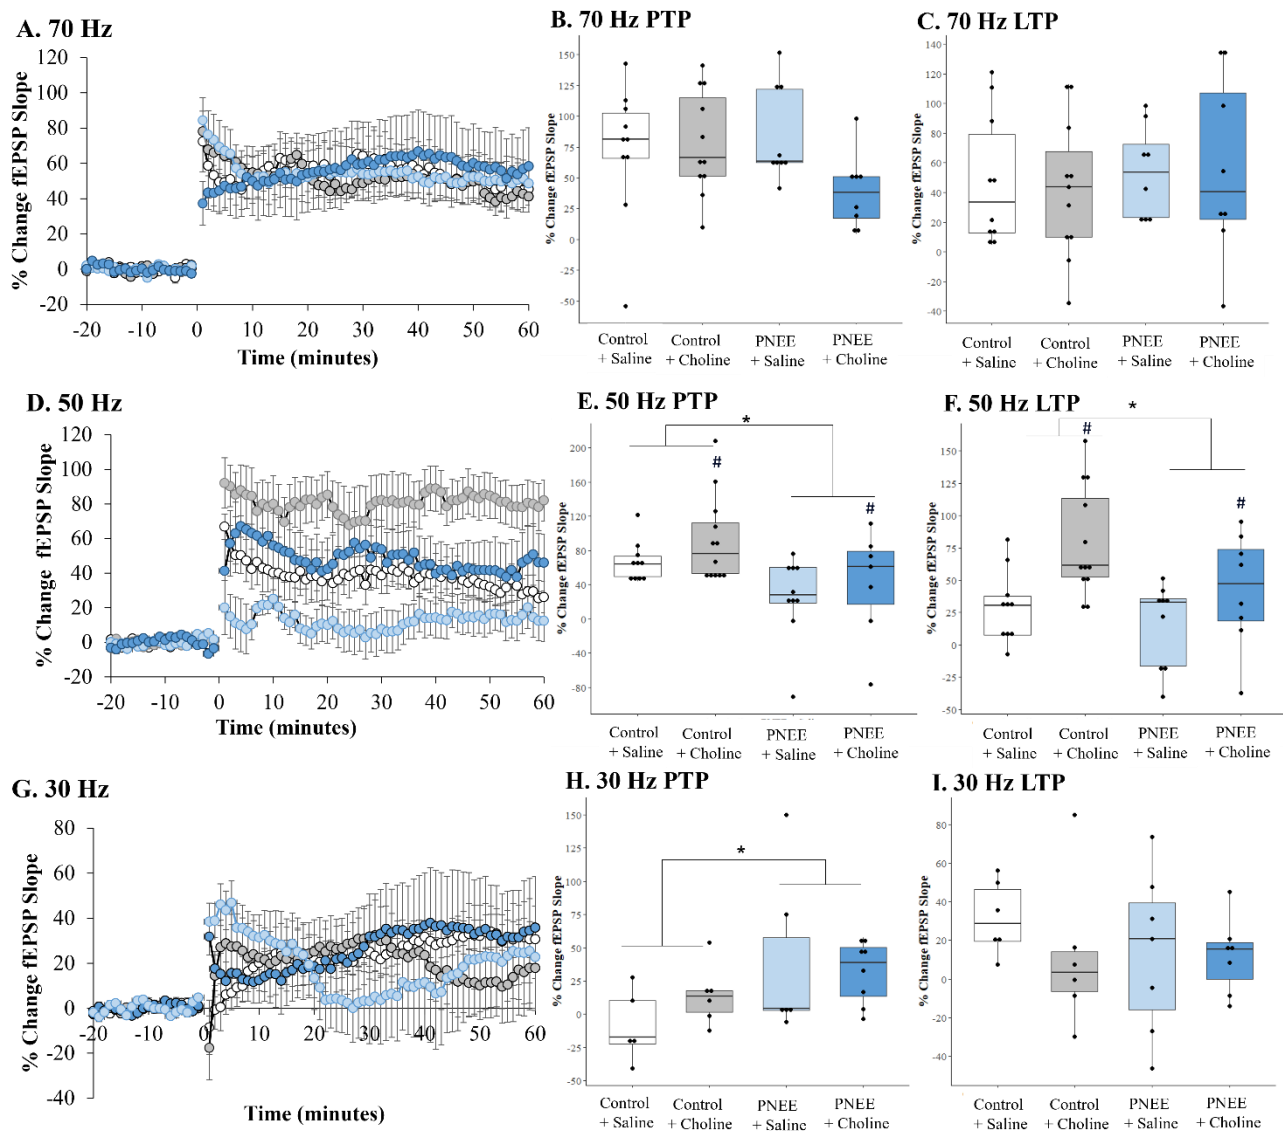 A. 70 Hz
% Change fEPSP Slope
120
100
80
60
40
20
0
-20
-20
-10
0
10
20
30
40
50
60
Time (minutes)
B. 70 Hz PTP
% Change fEPSP Slope
150
125
100
75
50
25
0
-50
Control
+ Saline
Control
+ Choline
PNEE
+ Saline
PNEE
+ Choline
C. 70 Hz LTP
% Change fEPSP Slope
140
120
100
80
60
40
20
0
-20
-40
Control
+ Saline
Control
+ Choline
PNEE
+ Saline
PNEE
+ Choline
D. 50 Hz
% Change fEPSP Slope
120
100
80
60
40
20
0
20
-20
-10
0
10
20
30
40
50
60
Time (minutes)
E. 50 Hz PTP
*
#
#
% Change fEPSP Slope
200
160
120
80
40
0
-80
Control
+ Saline
Control
+ Choline
PNEE
+ Saline
PNEE
+ Choline
F. 50 Hz LTP
*
#
#
% Change fEPSP Slope
150
125
100
75
50
25
0
-25
-50
Control
+ Saline
Control
+ Choline
PNEE
+ Saline
PNEE
+ Choline
G. 30 Hz
% Change fEPSP Slope
80
60
40
20
0
-20
-40
-20
-10
0
10
20
30
40
50
60
Time (minutes)
H. 30 Hz PTP
*
% Change fEPSP Slope
150
125
100
75
50
25
0
-25
-50
Control
+ Saline
Control
+ Choline
PNEE
+ Saline
PNEE
+ Choline
I. 30 Hz LTP
% Change fEPSP Slope
80
60
40
20
0
-20
-40
Control
+ Saline
Control
+ Choline
PNEE
+ Saline
PNEE
+ Choline